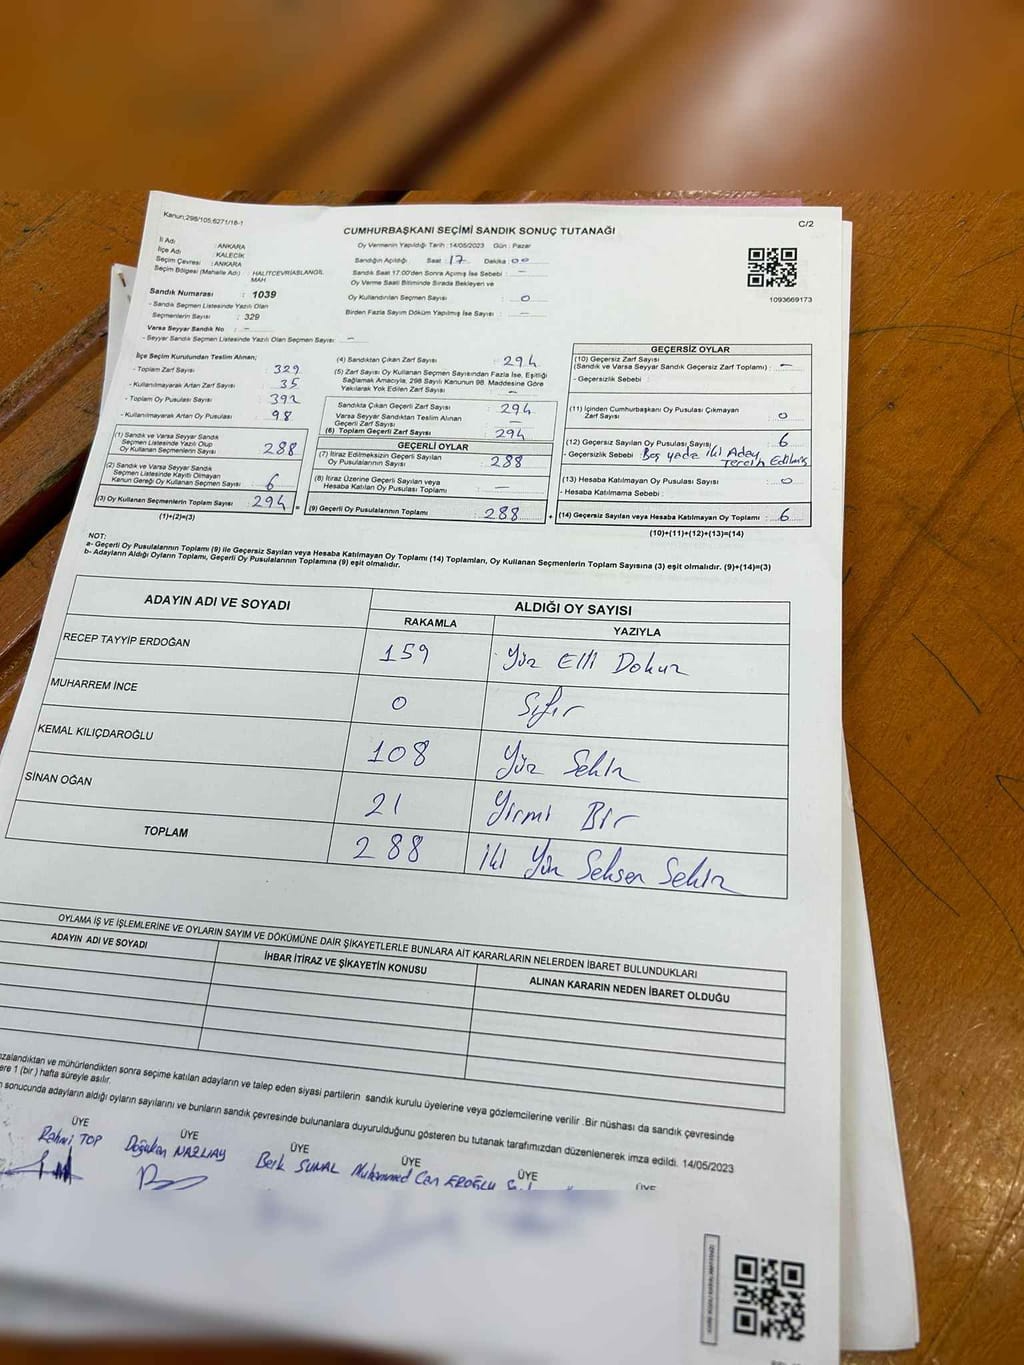 Kanun;298/105,6271/18-1
C/2
CUMHURBAŞKANI SEÇİMİ SANDIK SONUÇ TUTANAĞI
İl Adı : ANKARA
İlçe Adı : KALECİK
Seçim Çevresi : ANKARA
Seçim Bölgesi (Mahalle Adı) HALITCEVRIASLANGIL MAH
Sandık Numarası : 1039
- Sandık Seçmen Listesinde Yazılı Olan
Seçmenlerin Sayısı : 329
Varsa Seyyar Sandık No : -
- Seyyar Sandık Seçmen Listesinde Yazılı Olan Seçmen Sayısı : -
Oy Vermenin Yapıldığı Tarih : 14/05/2023 Gün : Pazar
Sandığın Açıldığı Saat : 17 Dakika : 00
Sandık Saat 17:00'den Sonra Açılmış İse Sebebi : -
Oy Verme Saati Bitiminde Sırada Bekleyen ve
Oy Kullandırılan Seçmen Sayısı : 0
Birden Fazla Sayım Döküm Yapılmış İse Sayısı : -
1093669173
İlçe Seçim Kurulundan Teslim Alınan;
- Toplam Zarf Sayısı : 329
- Kullanılmayarak Artan Zarf Sayısı : 35
- Toplam Oy Pusulası Sayısı : 392
- Kullanılmayarak Artan Oy Pusulası : 98
(1) Sandık ve Varsa Seyyar Sandık
Seçmen Listesinde Yazılı Olup
Oy Kullanan Seçmenlerin Sayısı : 288
(2) Sandık ve Varsa Seyyar Sandık
Seçmen Listesinde Kayıtlı Olmayan
Kanun Gereği Oy Kullanan Seçmen Sayısı : 6
(3) Oy Kullanan Seçmenlerin Toplam Sayısı : 294
(1)+(2)=(3)
(4) Sandıktan Çıkan Zarf Sayısı : 294
(5) Zarf Sayısı Oy Kullanan Seçmen Sayısından Fazla İse, Eşitliği
Sağlamak Amacıyla, 298 Sayılı Kanunun 98. Maddesine Göre
Yakılarak Yok Edilen Zarf Sayısı : -
Sandıkta Çıkan Geçerli Zarf Sayısı : 294
Varsa Seyyar Sandıktan Teslim Alınan
Geçerli Zarf Sayısı : -
(6) Toplam Geçerli Zarf Sayısı : 294
GEÇERLİ OYLAR
(7) İtiraz Edilmeksizin Geçerli Sayılan
Oy Pusulasının Sayısı : 288
(8) İtiraz Üzerine Geçerli Sayılan veya
Hesaba Katılan Oy Pusulası Toplamı : -
=
(9) Geçerli Oy Pusulalarının Toplamı : 288
+
GEÇERSİZ OYLAR
(10) Geçersiz Zarf Sayısı
(Sandık ve Varsa Seyyar Sandık Geçersiz Zarf Toplamı) : -
- Geçersizlik Sebebi :
(11) İçinden Cumhurbaşkanı Oy Pusulası Çıkmayan
Zarf Sayısı : 0
(12) Geçersiz Sayılan Oy Pusulası Sayısı : 6
- Geçersizlik Sebebi : Boş yada iki Aday
Tercih Edilmiş
(13) Hesaba Katılmayan Oy Pusulası Sayısı : 0
- Hesaba Katılmama Sebebi :
(14) Geçersiz Sayılan veya Hesaba Katılmayan Oy Toplamı : 6
(10)+(11)+(12)+(13)=(14)
NOT:
a- Geçerli Oy Pusulalarının Toplamı (9) ile Geçersiz Sayılan veya Hesaba Katılmayan Oy Toplamı (14) Toplamları, Oy Kullanan Seçmenlerin Toplam Sayısına (3) eşit olmalıdır. (9)+(14)=(3)
b- Adayların Aldığı Oyların Toplamı, Geçerli Oy Pusulalarının Toplamına (9) eşit olmalıdır.
ADAYIN ADI VE SOYADI
ALDIĞI OY SAYISI
RAKAMLA
YAZIYLA
RECEP TAYYİP ERDOĞAN 159 Yüz Elli Dokuz
MUHARREM İNCE 0 Sıfır
KEMAL KILIÇDAROĞLU 108 Yüz Sekiz
SİNAN OĞAN 21 Yirmi Bir
TOPLAM 288 iki Yüz Seksen Sekiz
OYLAMA İŞ VE İŞLEMLERİNE VE OYLARIN SAYIM VE DÖKÜMÜNE DAİR ŞİKAYETLERLE BUNLARA AİT KARARLARIN NELERDEN İBARET BULUNDUKLARI
ADAYIN ADI VE SOYADI
İHBAR İTİRAZ VE ŞİKAYETİN KONUSU
ALINAN KARARIN NEDEN İBARET OLDUĞU
zalandıktan ve mühürlendikten sonra seçime katılan adayların ve talep eden siyasi partilerin sandık kurulu üyelerine veya gözlemcilerine verilir .Bir nüshası da sandık çevresinde
ere 1 (bir ) hafta süreyle asılır.
n sonucunda adayların aldığı oyların sayılarını ve bunların sandık çevresinde bulunanlara duyurulduğunu gösteren bu tutanak tarafımızdan düzenlenerek imza edildi. 14/05/2023
ÜYE ÜYE ÜYE ÜYE ÜYE ÜYE
Rahmi TOP Doğukan NAZLIAY Berk SUNAL Muhammed Can EROĞLU